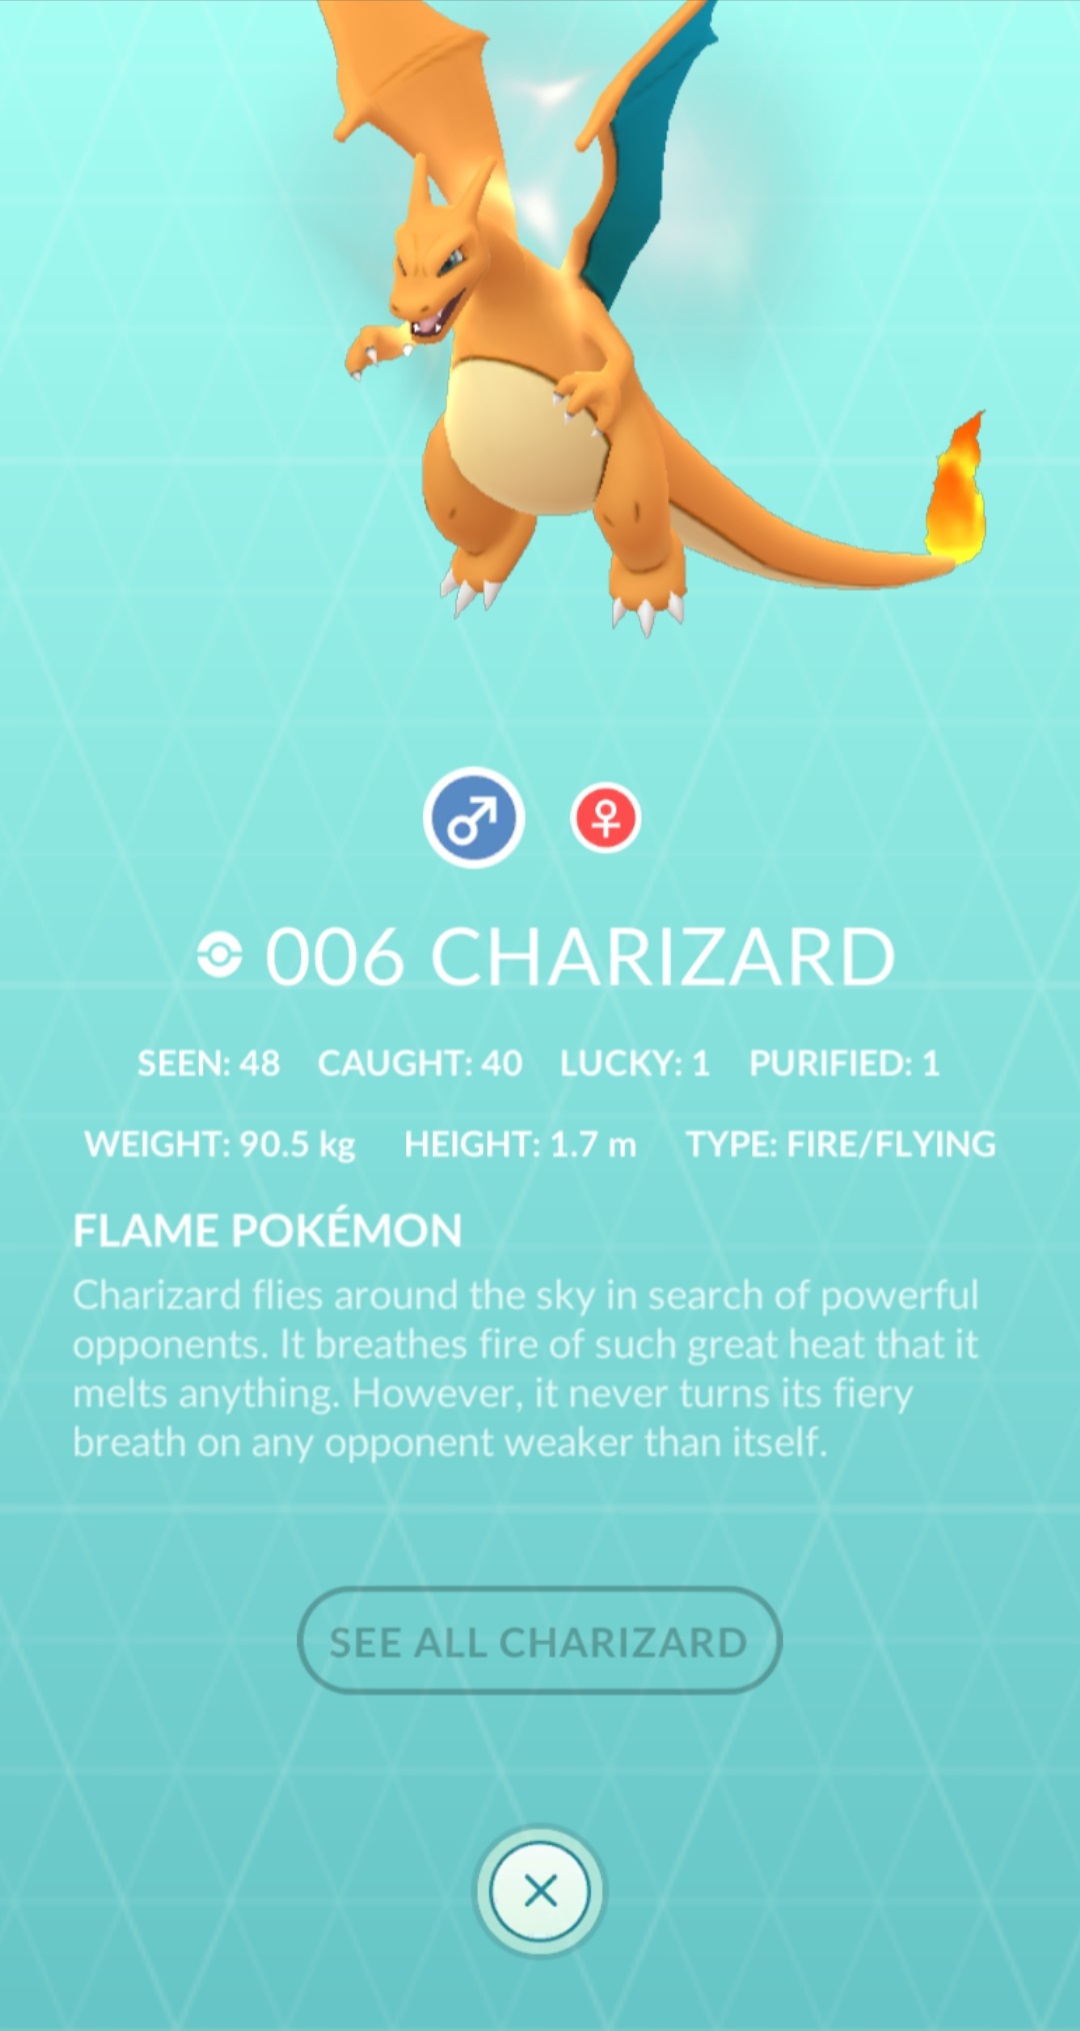 006 CHARIZARD
SEEN: 48 CAUGHT: 40 LUCKY: 1 PURIFIED: 1
WEIGHT: 90.5 kg HEIGHT: 1.7 m TYPE: FIRE/FLYING
FLAME POKÉMON
Charizard flies around the sky in search of powerful
opponents. It breathes fire of such great heat that it
melts anything. However, it never turns its fiery
breath on any opponent weaker than itself.
SEE ALL CHARIZARD